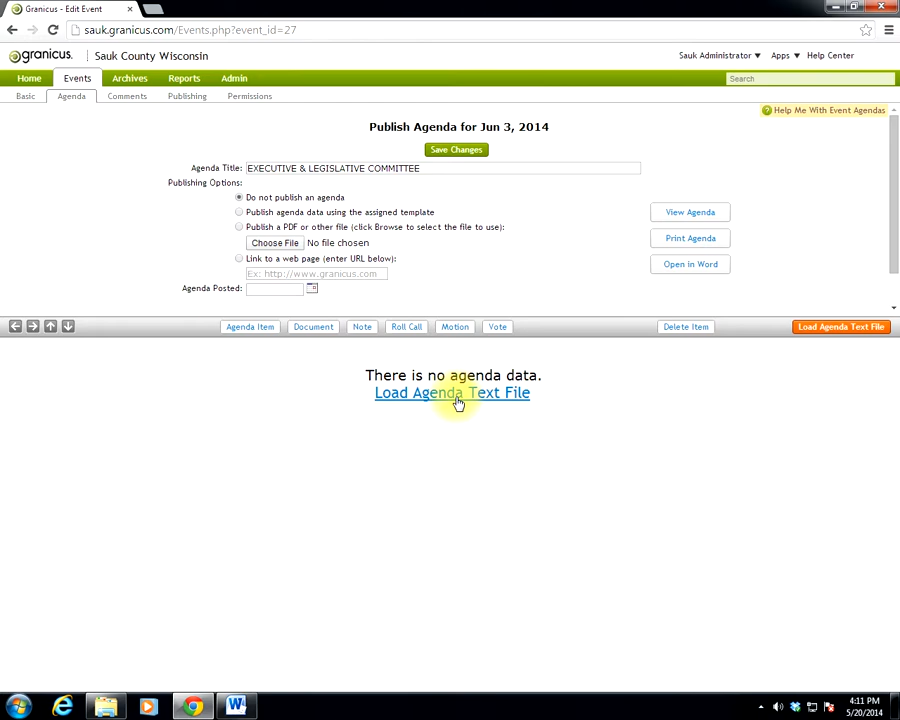 Granicus - Edit Event
sauk.granicus.com/Events.php?event_id=27
granicus. Sauk County Wisconsin
Sauk Administrator Apps Help Center
Home Events Archives Reports Admin
Search
Basic Agenda Comments Publishing Permissions
Help Me With Event Agendas
Publish Agenda for Jun 3, 2014
Save Changes
Agenda Title: EXECUTIVE & LEGISLATIVE COMMITTEE
Publishing Options:
Do not publish an agenda
Publish agenda data using the assigned template
Publish a PDF or other file (click Browse to select the file to use):
Choose File No file chosen
Link to a web page (enter URL below):
Ex: http://www.granicus.com
Agenda Posted:
View Agenda
Print Agenda
Open in Word
Agenda Item Document Note Roll Call Motion Vote Delete Item Load Agenda Text File
There is no agenda data.
Load Agenda Text File
4:11 PM
5/20/2014